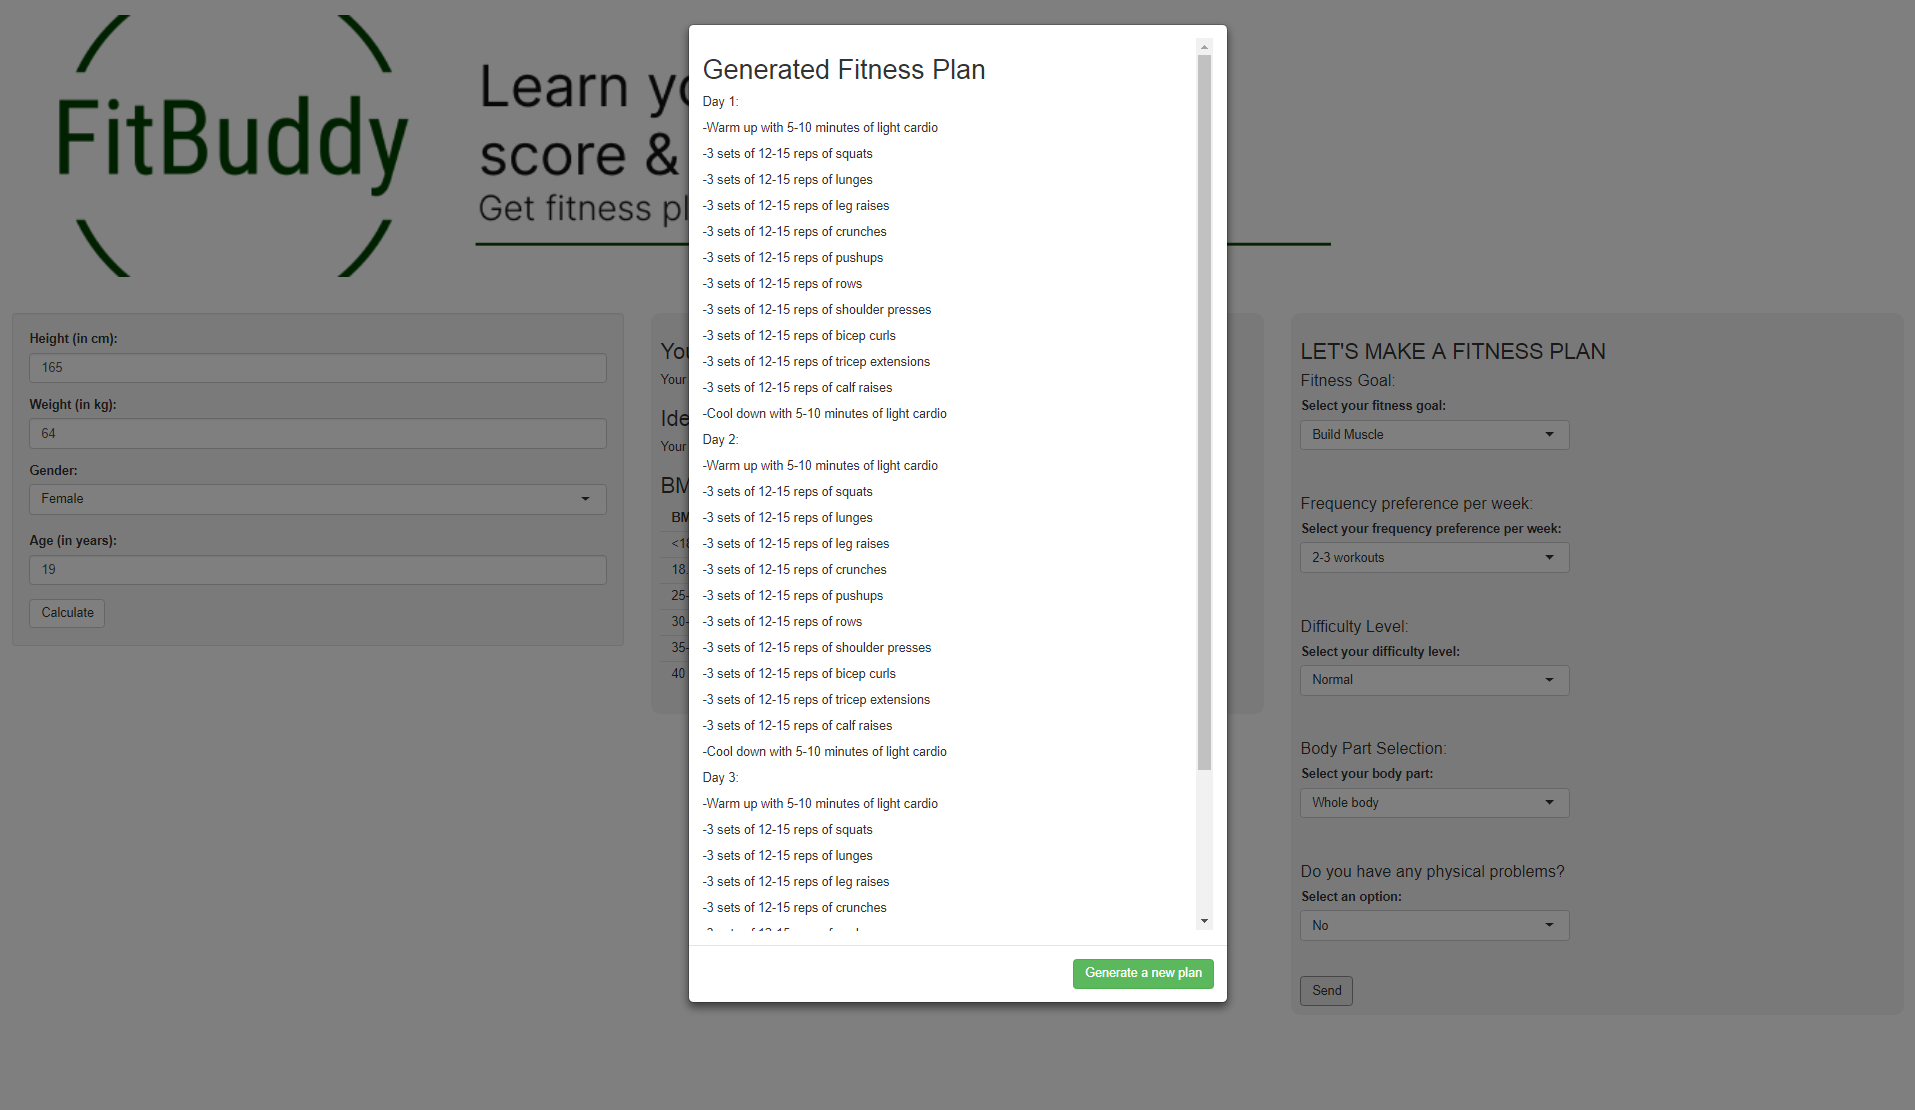 FitBuddy
Learn yo
score &
Get fitness pl
Height (in cm):
165
Weight (in kg):
64
Gender:
Female
Age (in years):
19
Calculate
You
Your
Ide
Your
BM
BM
<18
18.
25-
30-
35-
40
Generated Fitness Plan
Day 1:
-Warm up with 5-10 minutes of light cardio
-3 sets of 12-15 reps of squats
-3 sets of 12-15 reps of lunges
-3 sets of 12-15 reps of leg raises
-3 sets of 12-15 reps of crunches
-3 sets of 12-15 reps of pushups
-3 sets of 12-15 reps of rows
-3 sets of 12-15 reps of shoulder presses
-3 sets of 12-15 reps of bicep curls
-3 sets of 12-15 reps of tricep extensions
-3 sets of 12-15 reps of calf raises
-Cool down with 5-10 minutes of light cardio
Day 2:
-Warm up with 5-10 minutes of light cardio
-3 sets of 12-15 reps of squats
-3 sets of 12-15 reps of lunges
-3 sets of 12-15 reps of leg raises
-3 sets of 12-15 reps of crunches
-3 sets of 12-15 reps of pushups
-3 sets of 12-15 reps of rows
-3 sets of 12-15 reps of shoulder presses
-3 sets of 12-15 reps of bicep curls
-3 sets of 12-15 reps of tricep extensions
-3 sets of 12-15 reps of calf raises
-Cool down with 5-10 minutes of light cardio
Day 3:
-Warm up with 5-10 minutes of light cardio
-3 sets of 12-15 reps of squats
-3 sets of 12-15 reps of lunges
-3 sets of 12-15 reps of leg raises
-3 sets of 12-15 reps of crunches
Generate a new plan
LET'S MAKE A FITNESS PLAN
Fitness Goal:
Select your fitness goal:
Build Muscle
Frequency preference per week:
Select your frequency preference per week:
2-3 workouts
Difficulty Level:
Select your difficulty level:
Normal
Body Part Selection:
Select your body part:
Whole body
Do you have any physical problems?
Select an option:
No
Send